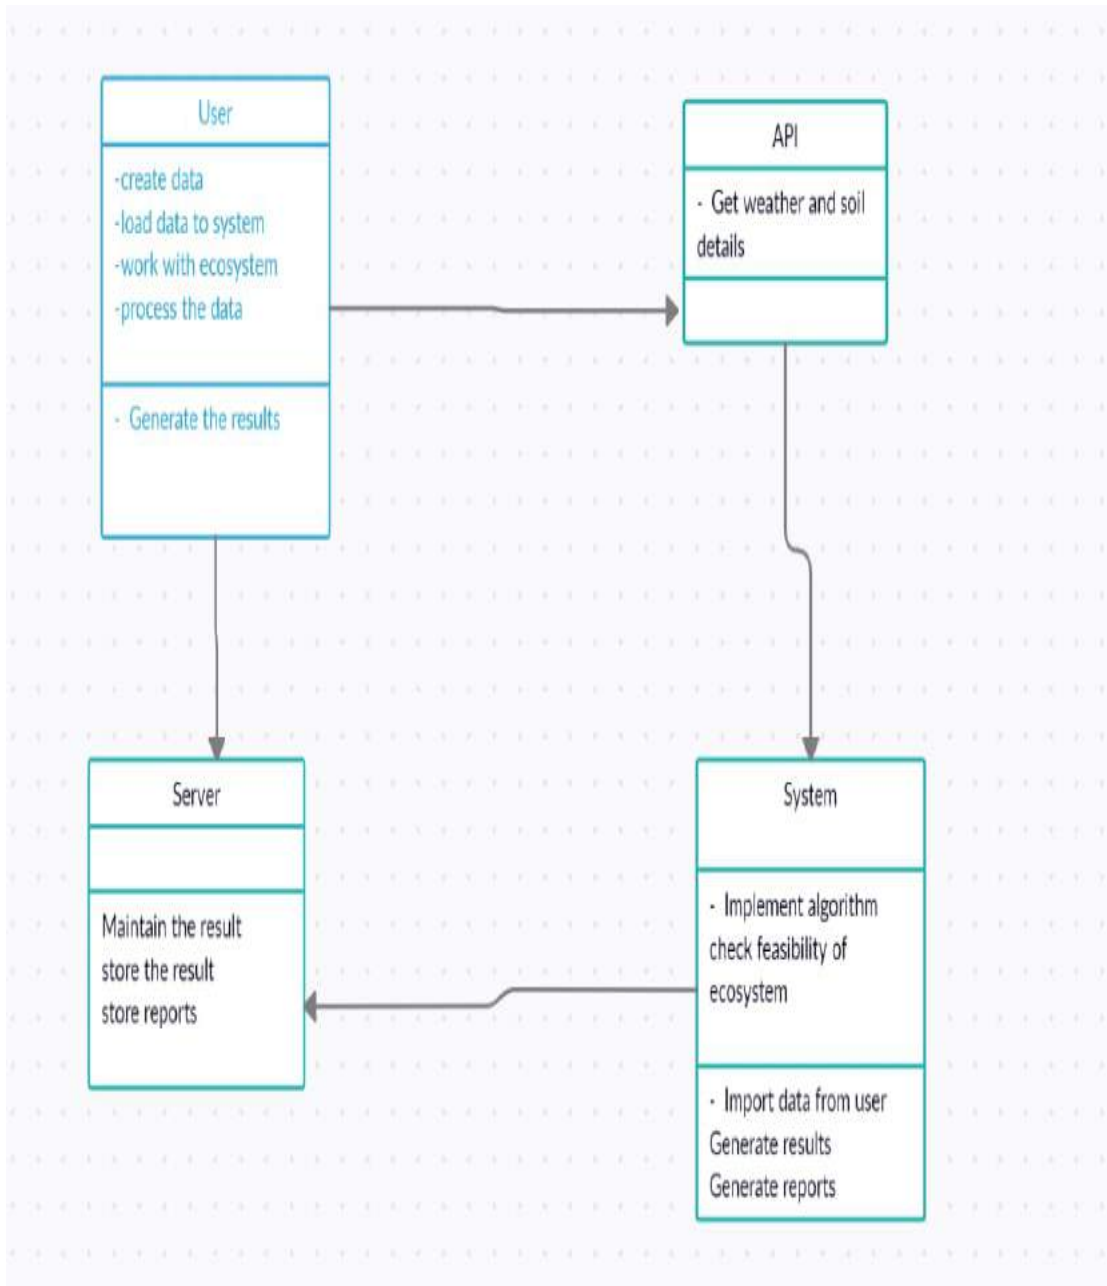 User
-create data
-load data to system
-work with ecosystem
-process the data
- Generate the results
API
- Get weather and soil
details
Server
Maintain the result
store the result
store reports
System
- Implement algorithm
check feasibility of
ecosystem
- Import data from user
Generate results
Generate reports